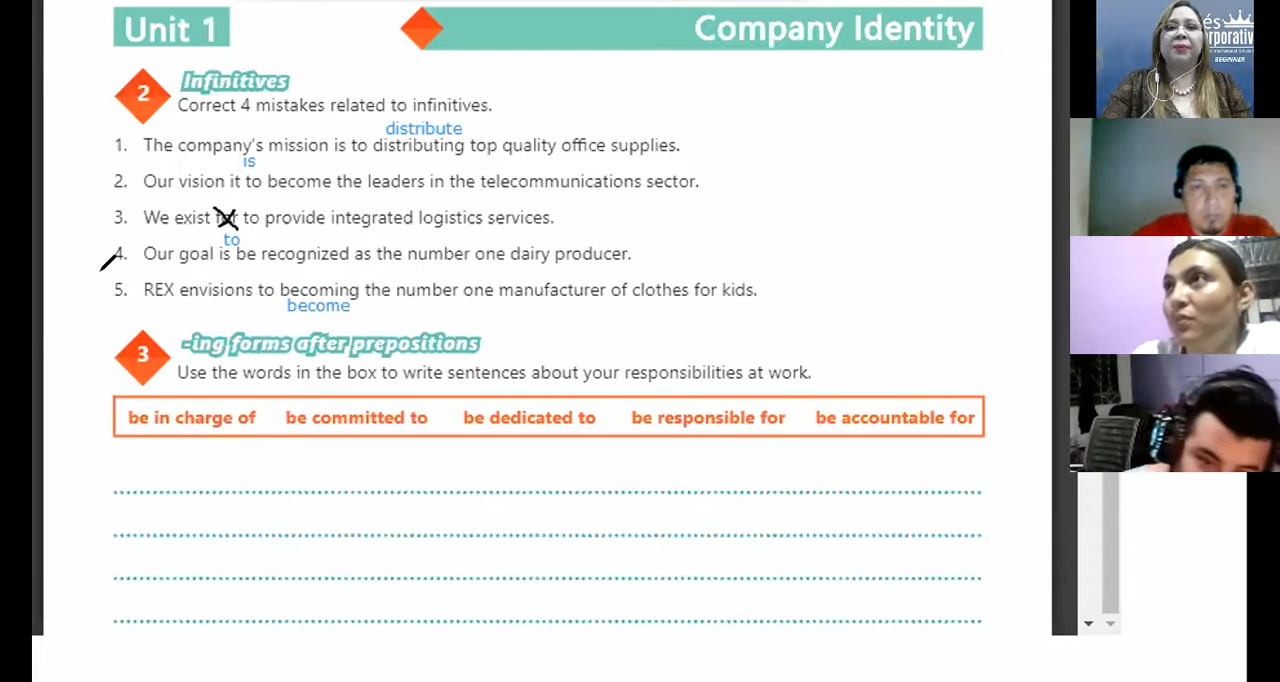 Unit 1
Company Identity
2
Infinitives
Correct 4 mistakes related to infinitives.
distribute
1. The company's mission is to distributing top quality office supplies.
is
2. Our vision it to become the leaders in the telecommunications sector.
3. We exist for to provide integrated logistics services.
to
4. Our goal is be recognized as the number one dairy producer.
5. REX envisions to becoming the number one manufacturer of clothes for kids.
become
3
-ing forms after prepositions
Use the words in the box to write sentences about your responsibilities at work.
be in charge of be committed to be dedicated to be responsible for be accountable for
és
rporativ
BEGINNER